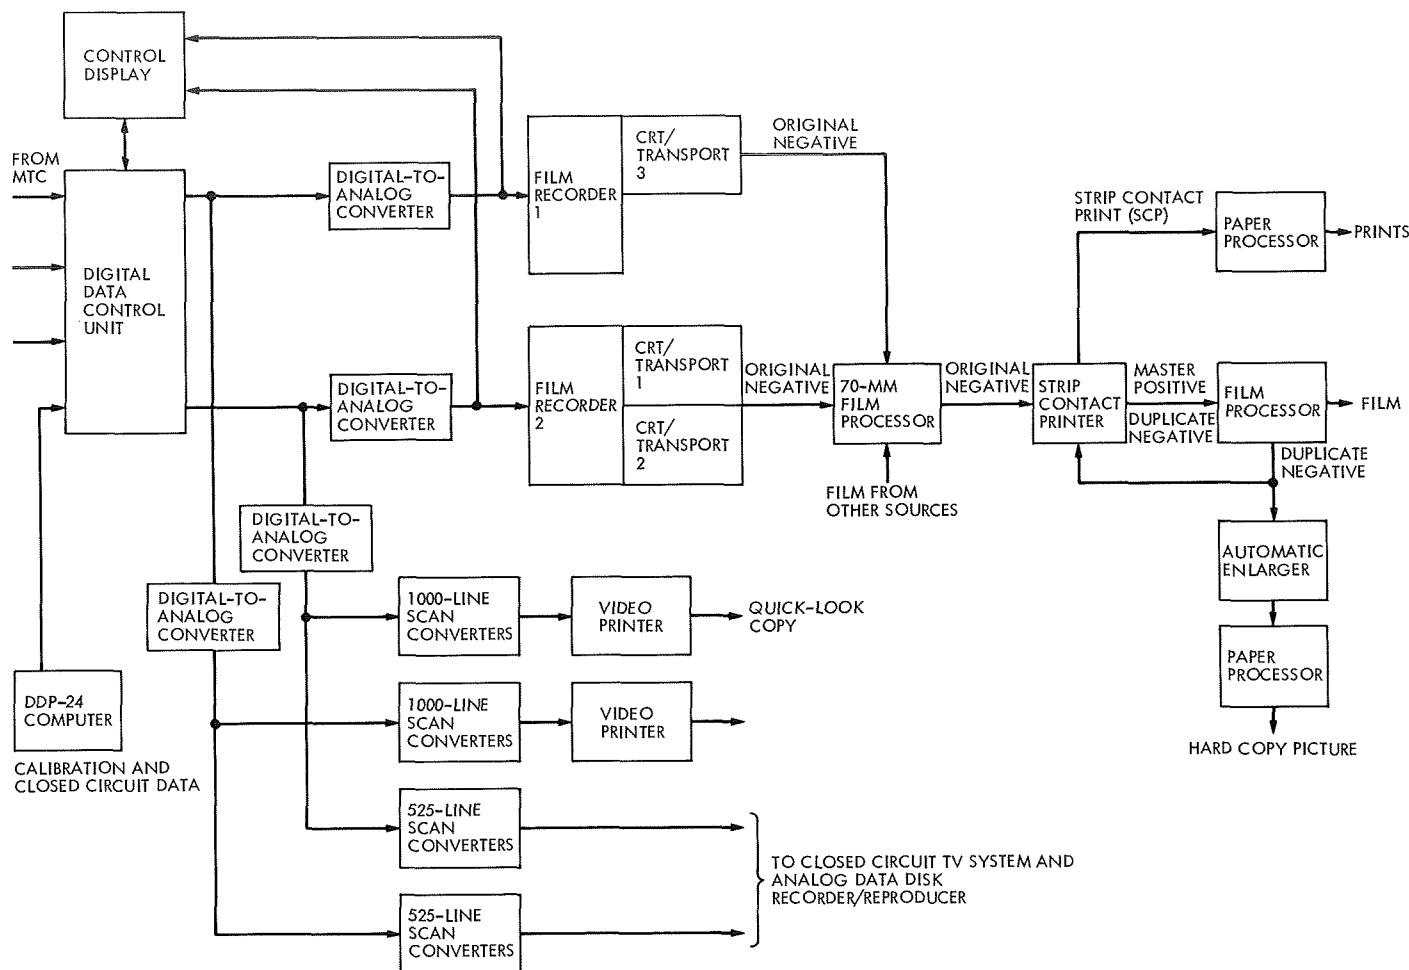 CONTROL
DISPLAY
FROM
MTC
DIGITAL
DATA
CONTROL
UNIT
DIGITAL-TO-
ANALOG
CONVERTER
FILM
RECORDER
1
CRT/
TRANSPORT
3
ORIGINAL
NEGATIVE
DIGITAL-TO-
ANALOG
CONVERTER
FILM
RECORDER
2
CRT/
TRANSPORT
1
CRT/
TRANSPORT
2
ORIGINAL
NEGATIVE
70-MM
FILM
PROCESSOR
FILM FROM
OTHER SOURCES
ORIGINAL
NEGATIVE
STRIP
CONTACT
PRINTER
STRIP CONTACT
PRINT (SCP)
PAPER
PROCESSOR
PRINTS
MASTER
POSITIVE
DUPLICATE
NEGATIVE
FILM
PROCESSOR
FILM
DUPLICATE
NEGATIVE
AUTOMATIC
ENLARGER
PAPER
PROCESSOR
HARD COPY PICTURE
DIGITAL-TO-
ANALOG
CONVERTER
DIGITAL-TO-
ANALOG
CONVERTER
1000-LINE
SCAN
CONVERTERS
VIDEO
PRINTER
QUICK-LOOK
COPY
1000-LINE
SCAN
CONVERTERS
VIDEO
PRINTER
DDP-24
COMPUTER
CALIBRATION AND
CLOSED CIRCUIT DATA
525-LINE
SCAN
CONVERTERS
525-LINE
SCAN
CONVERTERS
TO CLOSED CIRCUIT TV SYSTEM AND
ANALOG DATA DISK
RECORDER/REPRODUCER